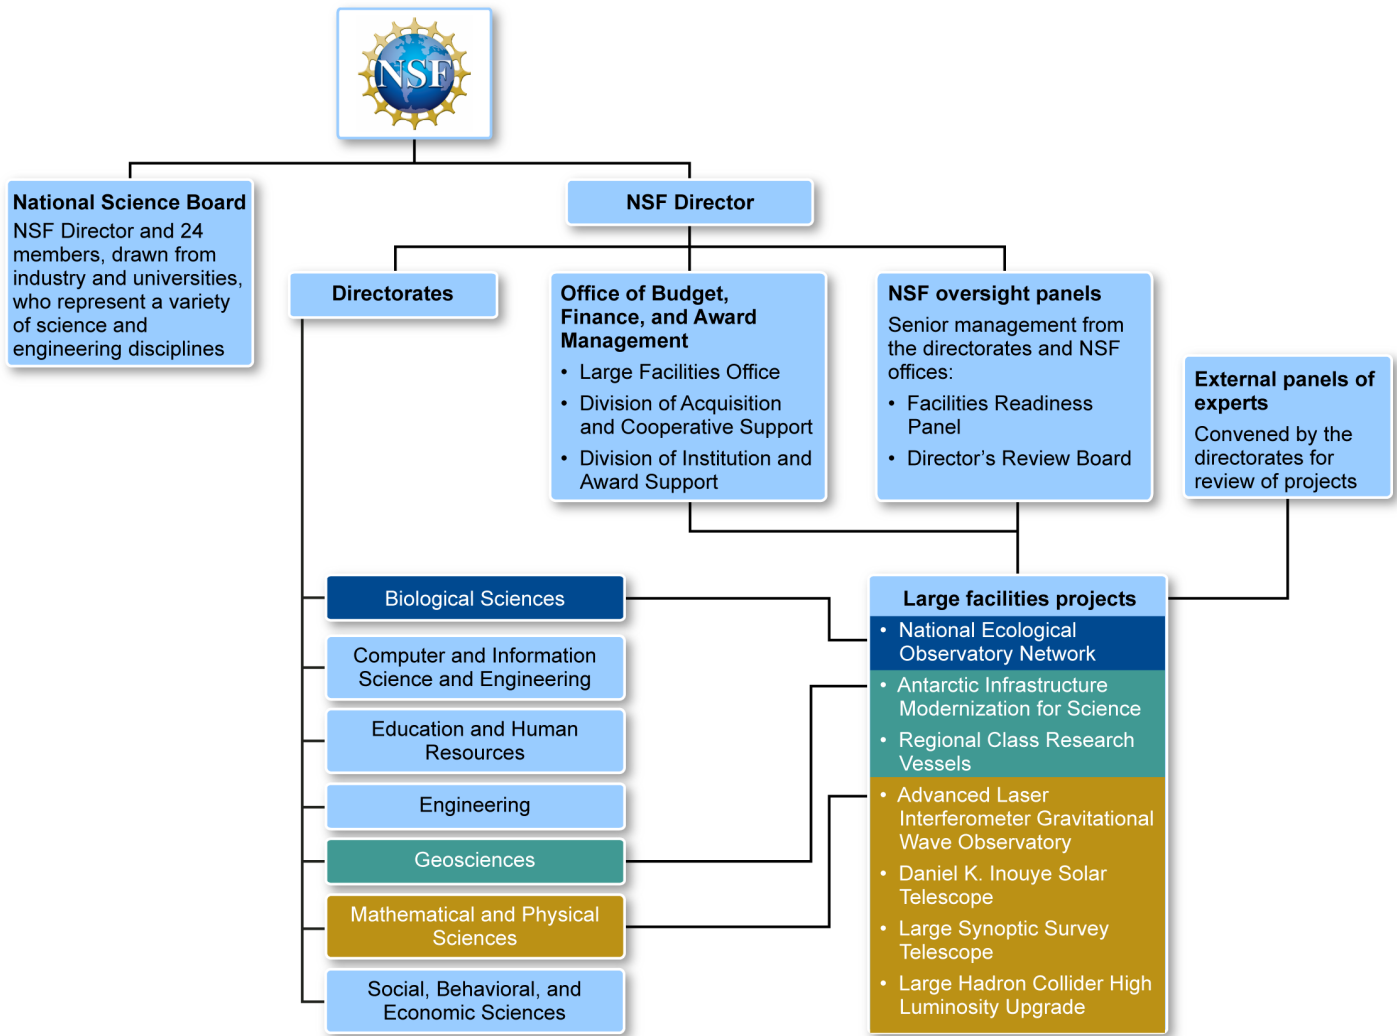 NSF
National Science Board
NSF Director and 24
members, drawn from
industry and universities,
who represent a variety
of science and
engineering disciplines
NSF Director
Directorates
Office of Budget,
Finance, and Award
Management
• Large Facilities Office
• Division of Acquisition
and Cooperative Support
• Division of Institution and
Award Support
NSF oversight panels
Senior management from
the directorates and NSF
offices:
• Facilities Readiness
Panel
• Director’s Review Board
External panels of
experts
Convened by the
directorates for
review of projects
Biological Sciences
Computer and Information
Science and Engineering
Education and Human
Resources
Engineering
Geosciences
Mathematical and Physical
Sciences
Social, Behavioral, and
Economic Sciences
Large facilities projects
• National Ecological
Observatory Network
• Antarctic Infrastructure
Modernization for Science
• Regional Class Research
Vessels
• Advanced Laser
Interferometer Gravitational
Wave Observatory
• Daniel K. Inouye Solar
Telescope
• Large Synoptic Survey
Telescope
• Large Hadron Collider High
Luminosity Upgrade